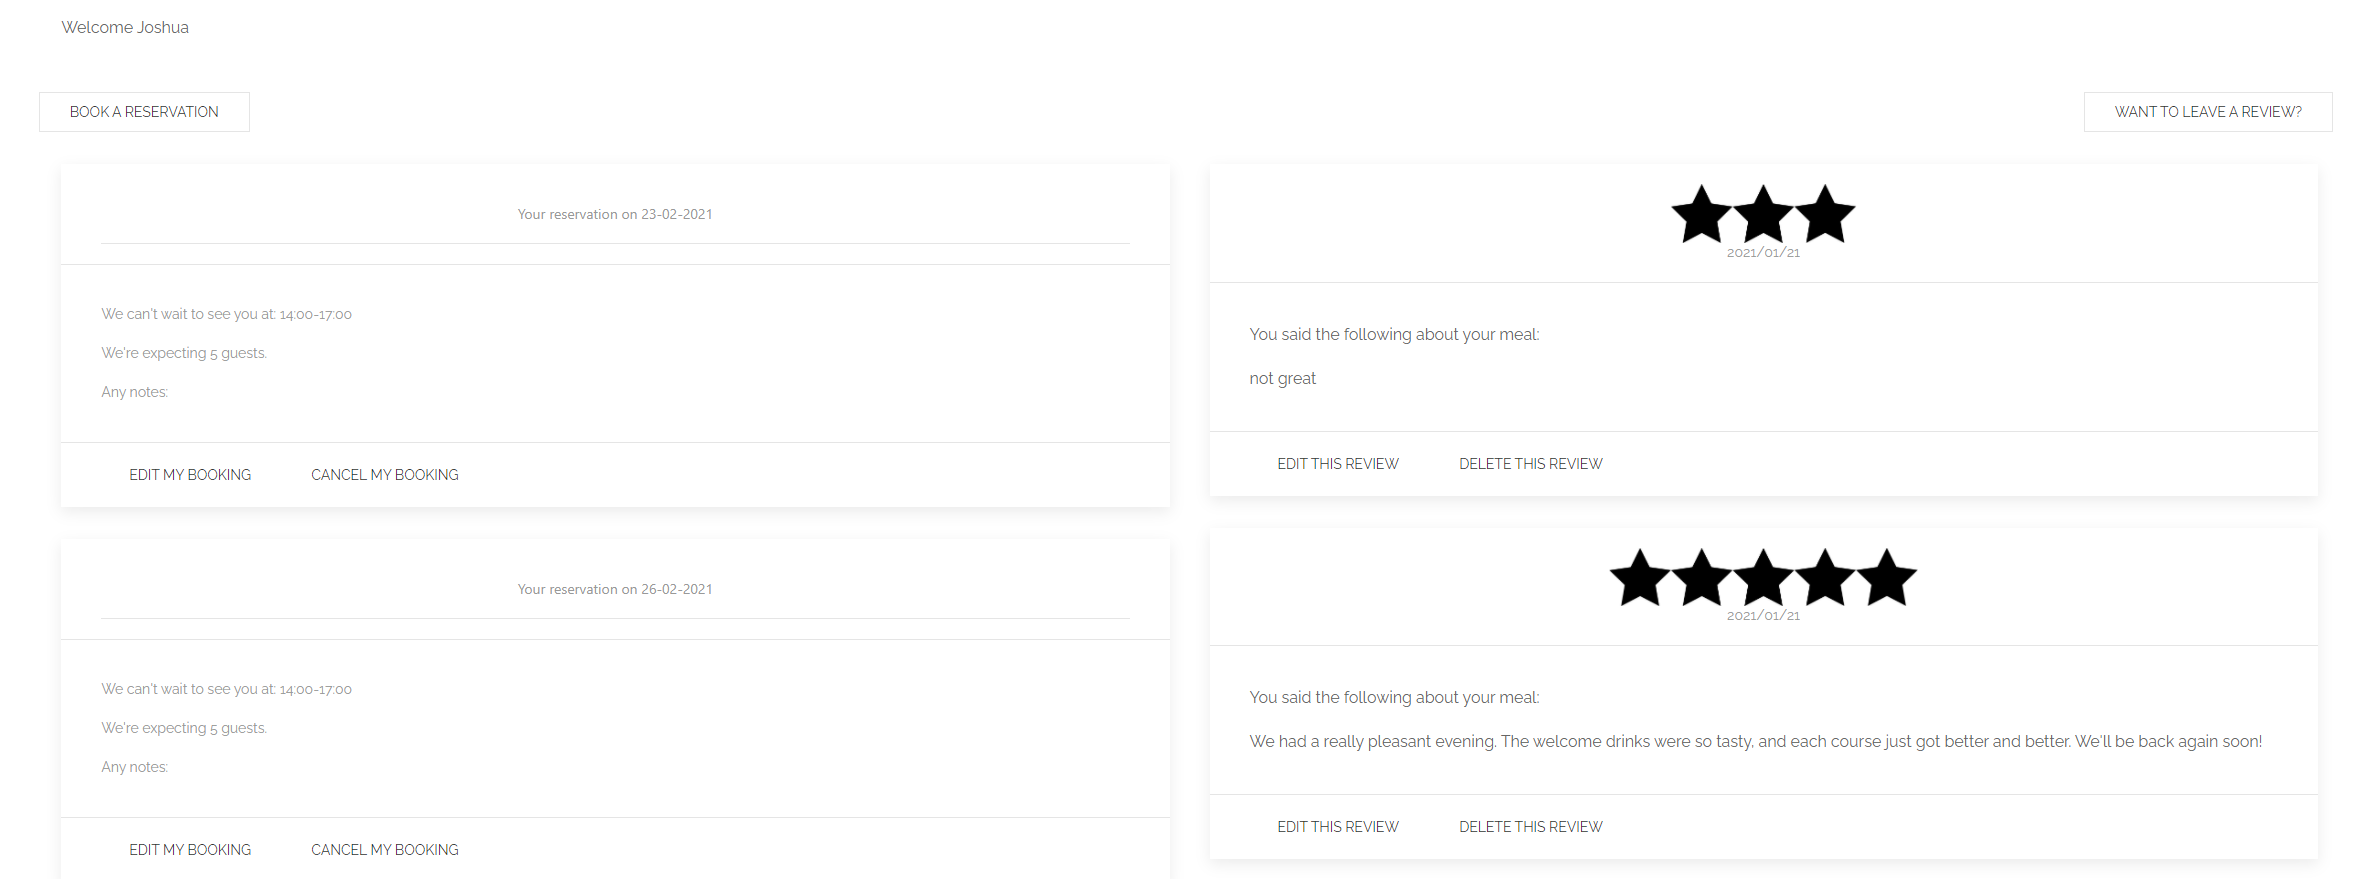 Welcome Joshua
BOOK A RESERVATION
WANT TO LEAVE A REVIEW?
Your reservation on 23-02-2021
We can't wait to see you at: 14:00-17:00
We're expecting 5 guests.
Any notes:
EDIT MY BOOKING
CANCEL MY BOOKING
Your reservation on 26-02-2021
We can't wait to see you at: 14:00-17:00
We're expecting 5 guests.
Any notes:
EDIT MY BOOKING
CANCEL MY BOOKING
2021/01/21
You said the following about your meal:
not great
EDIT THIS REVIEW
DELETE THIS REVIEW
2021/01/21
You said the following about your meal:
We had a really pleasant evening. The welcome drinks were so tasty, and each course just got better and better. We'll be back again soon!
EDIT THIS REVIEW
DELETE THIS REVIEW